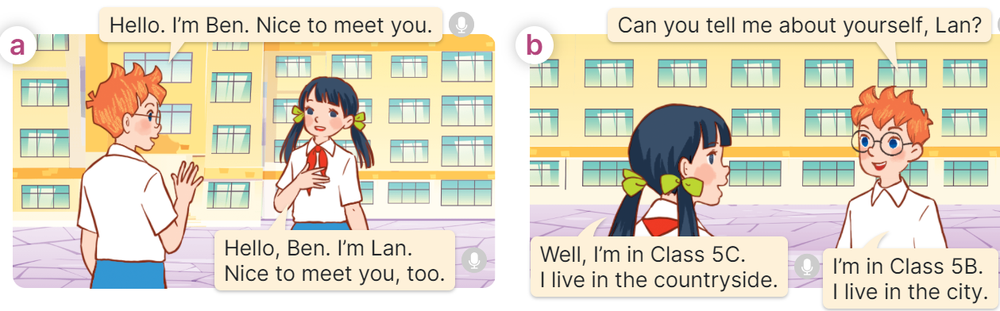 a
Hello. I'm Ben. Nice to meet you.
Hello, Ben. I'm Lan.
Nice to meet you, too.
b
Can you tell me about yourself, Lan?
Well, I'm in Class 5C.
I live in the countryside.
I'm in Class 5B.
I live in the city.